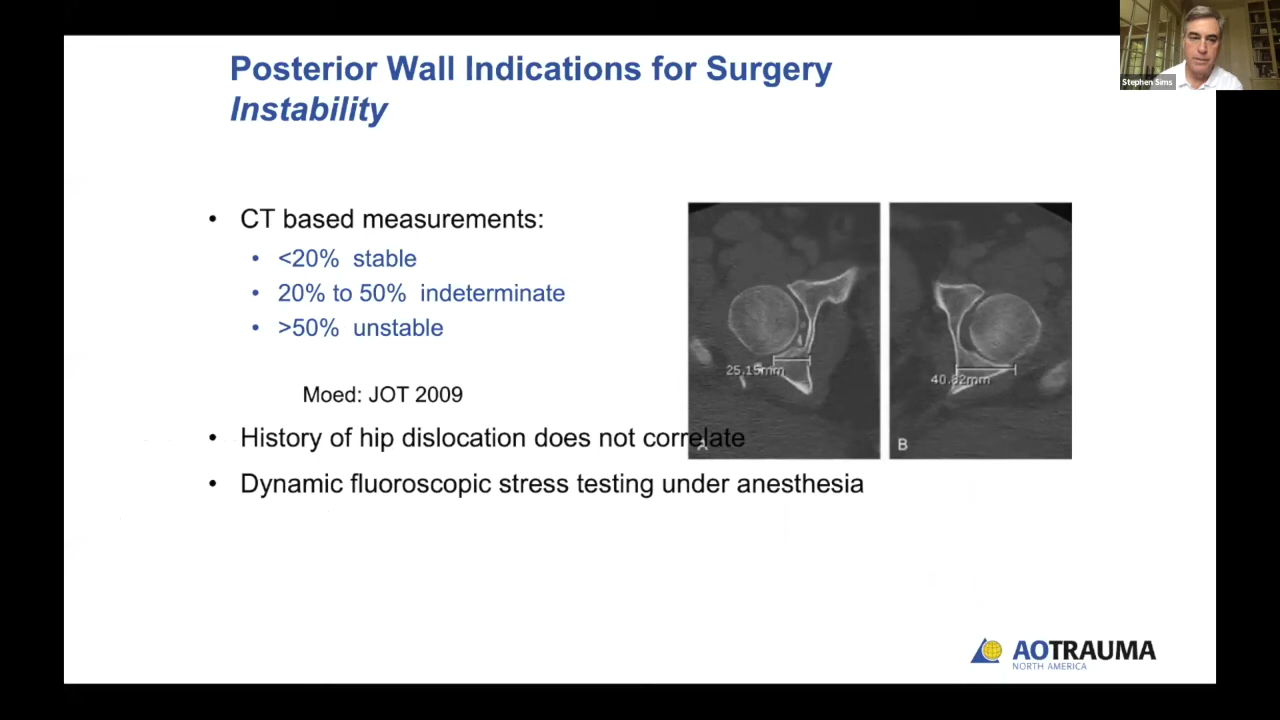 Posterior Wall Indications for Surgery
Instability
Stephen Sims
• CT based measurements:
• <20% stable
• 20% to 50% indeterminate
• >50% unstable
Moed: JOT 2009
25.15mm
40.82mm
• History of hip dislocation does not correlate
A
B
• Dynamic fluoroscopic stress testing under anesthesia
AOTRAUMA
NORTH AMERICA